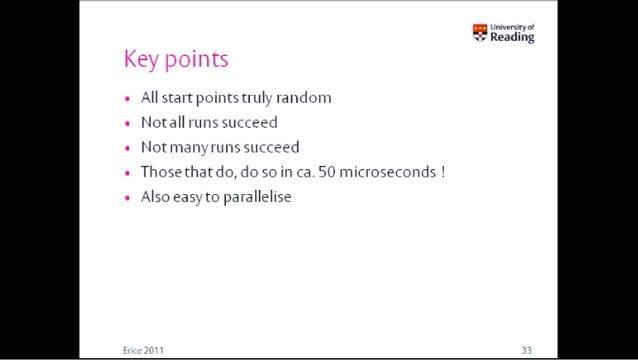 University of
Reading
Key points
• All start points truly random
• Not all runs succeed
• Not many runs succeed
• Those that do, do so in ca. 50 microseconds !
• Also easy to parallelise
Erice 2011
33